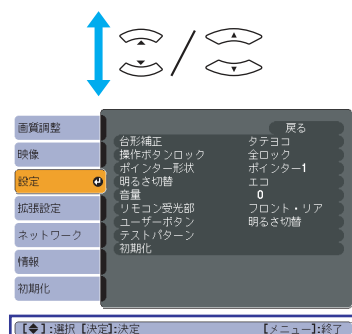 画質調整
映像
設定
拡張設定
ネットワーク
情報
初期化
戻る
台形補正 タテヨコ
操作ボタンロック 全ロック
ポインター形状 ポインター1
明るさ切替 エコ
音量 0
リモコン受光部 フロント・リア
ユーザーボタン 明るさ切替
テストパターン
初期化
[◆]:選択 [決定]:決定 [メニュー]:終了